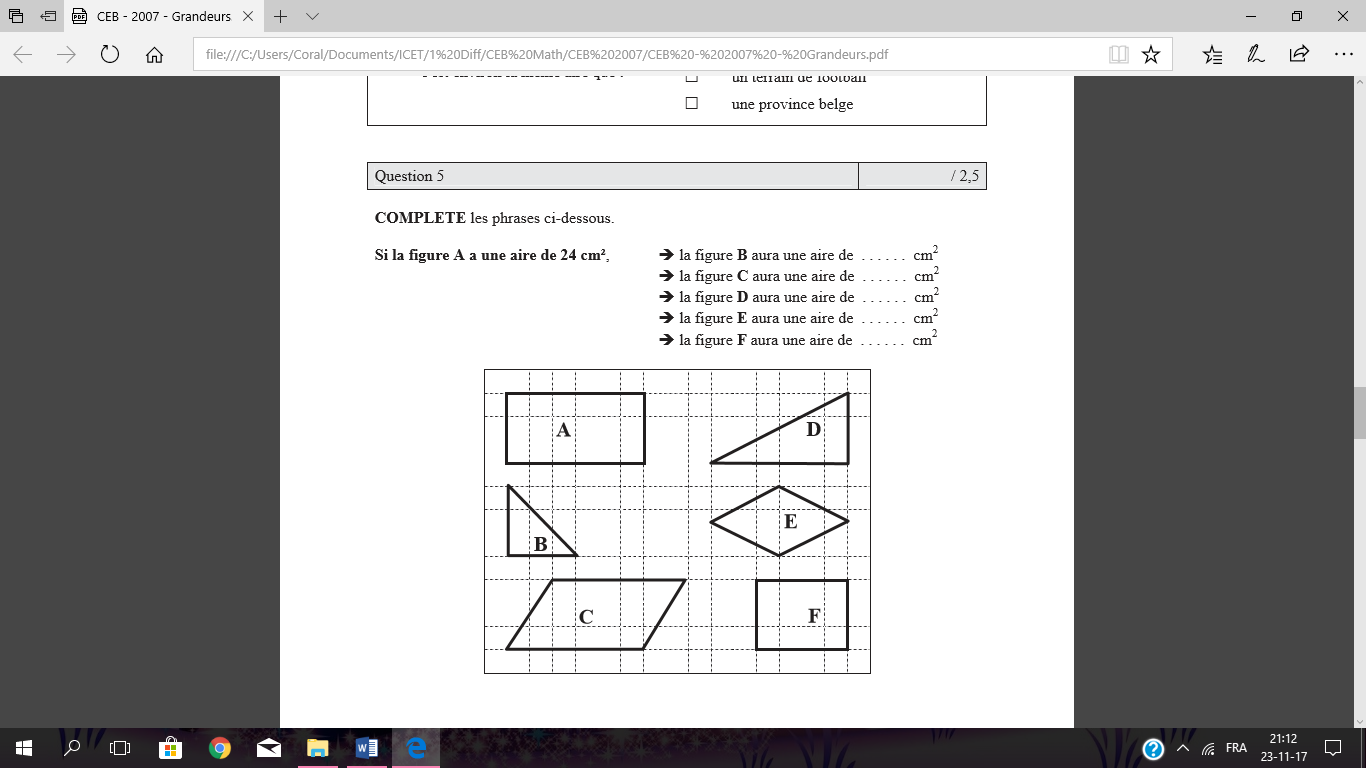 CEB - 2007 - Grandeurs.
file:///C:/Users/Coral/Documents/ICET/1%20Diff/CEB%20Math/CEB%202007/CEB%20-%202007%20-%20Grandeurs.pdf
un terrain de football
☐ une province belge
Question 5 / 2,5
COMPLETE les phrases ci-dessous.
Si la figure A a une aire de 24 cm², ➔ la figure B aura une aire de . . . . . . cm²
➔ la figure C aura une aire de . . . . . . cm²
➔ la figure D aura une aire de . . . . . . cm²
➔ la figure E aura une aire de . . . . . . cm²
➔ la figure F aura une aire de . . . . . . cm²
A D
B E
C F
FRA
21:12
23-11-17